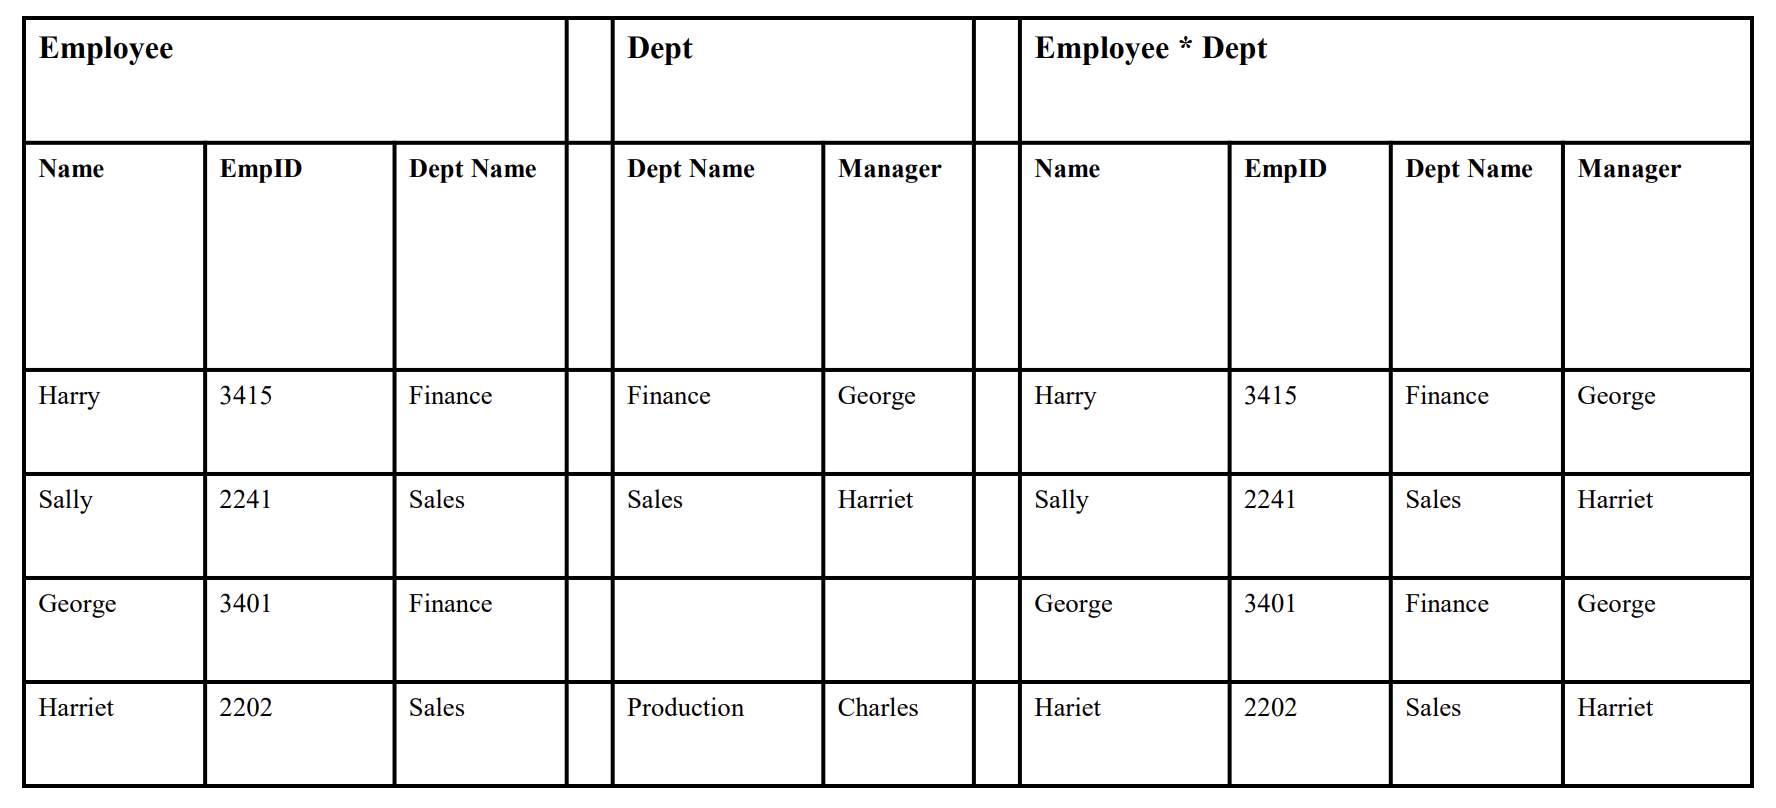 Employee Dept Employee * Dept
Name EmpID Dept Name Dept Name Manager Name EmpID Dept Name Manager
Harry 3415 Finance Finance George Harry 3415 Finance George
Sally 2241 Sales Sales Harriet Sally 2241 Sales Harriet
George 3401 Finance George 3401 Finance George
Harriet 2202 Sales Production Charles Hariet 2202 Sales Harriet